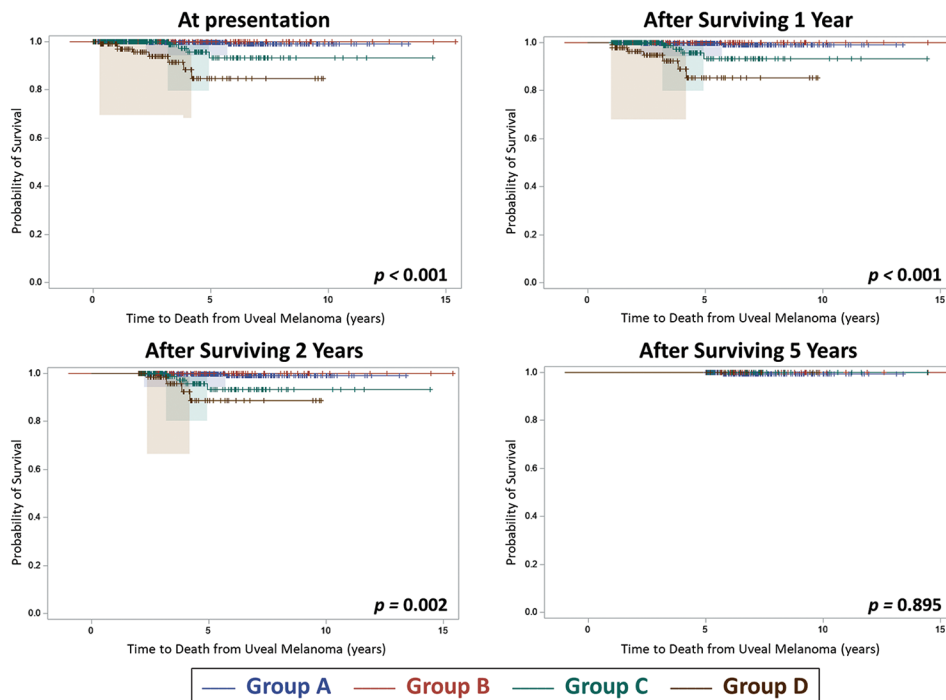 At presentation
1.0
0.8
0.6
0.4
0.2
0.0
Probability of Survival
p < 0.001
0 5 10 15
Time to Death from Uveal Melanoma (years)
After Surviving 1 Year
1.0
0.8
0.6
0.4
0.2
0.0
Probability of Survival
p < 0.001
0 5 10 15
Time to Death from Uveal Melanoma (years)
After Surviving 2 Years
1.0
0.8
0.6
0.4
0.2
0.0
Probability of Survival
p = 0.002
0 5 10 15
Time to Death from Uveal Melanoma (years)
After Surviving 5 Years
1.0
0.8
0.6
0.4
0.2
0.0
Probability of Survival
p = 0.895
0 5 10 15
Time to Death from Uveal Melanoma (years)
Group A Group B Group C Group D